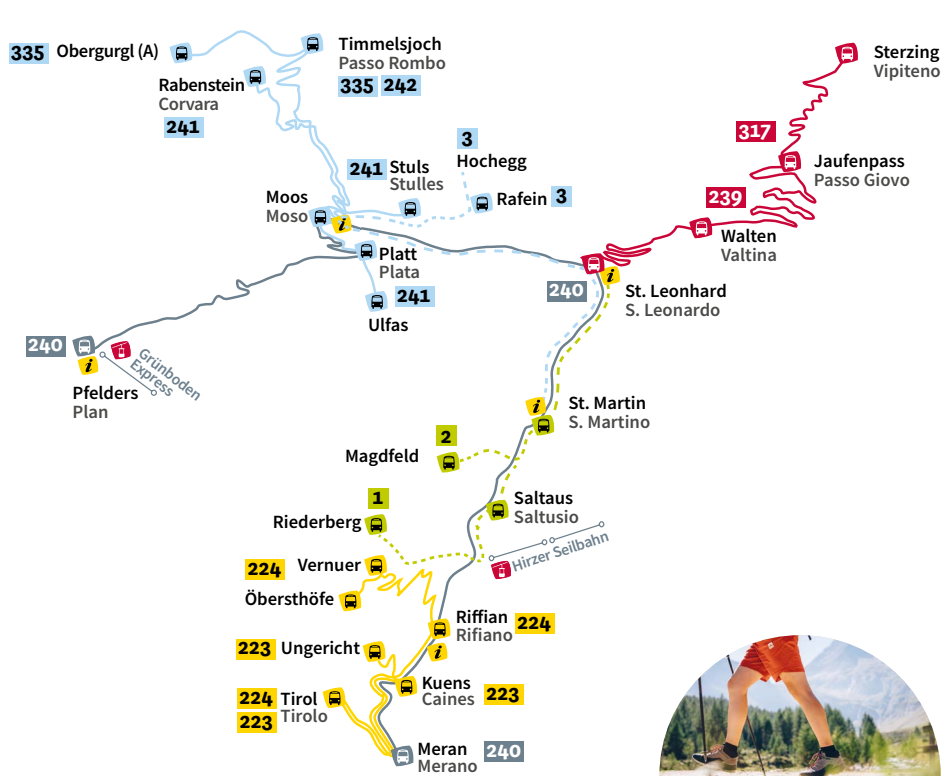 335 Obergurgl (A)
Timmelsjoch
Passo Rombo
335 242
Rabenstein
Corvara
241
Sterzing
Vipiteno
317
Jaufenpass
Passo Giovo
239
Walten
Valtina
3
Hochegg
241 Stuls
Stulles
Rafein 3
Moos
Moso
i
Platt
Plata
241
Ulfas
240
i
St. Leonhard
S. Leonardo
240
i
Grünboden
Express
Pfelders
Plan
i
St. Martin
S. Martino
2
Magdfeld
1
Riederberg
Saltaus
Saltusio
Hirzer Seilbahn
224 Vernuer
Öbersthöfe
Riffian
Rifiano
224
i
223 Ungericht
Kuens
Caines
223
224 Tirol
223 Tirolo
Meran
Merano
240